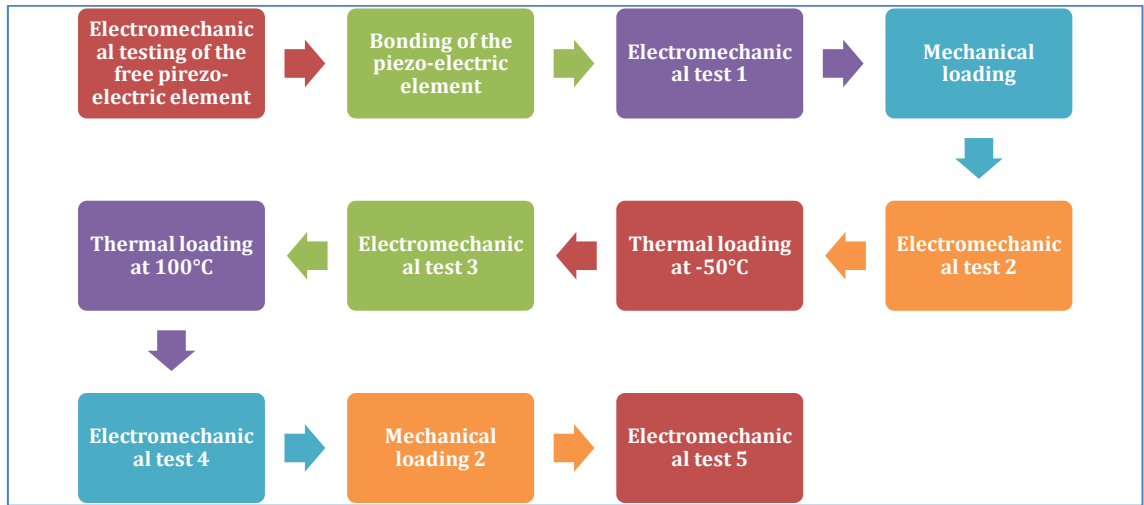 Electromechanic
al testing of the
free pirezo-
electric element
Bonding of the
piezo-electric
element
Electromechanic
al test 1
Mechanical
loading
Electromechanic
al test 2
Thermal loading
at -50°C
Electromechanic
al test 3
Thermal loading
at 100°C
Electromechanic
al test 4
Mechanical
loading 2
Electromechanic
al test 5